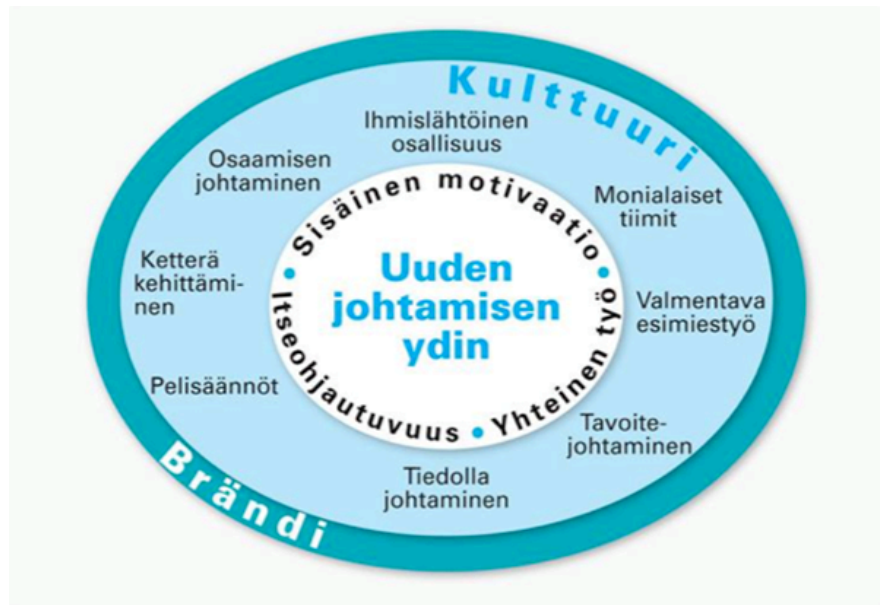 Kulttuuri
Ihmislähtöinen
osallisuus
Osaamisen
johtaminen
Monialaiset
tiimit
Ketterä
kehittämi-
nen
Valmentava
esimiestyö
Pelisäännöt
Tavoite-
johtaminen
Tiedolla
johtaminen
Sisäinen motivaatio •
Yhteinen työ •
Itseohjautuvuus •
Uuden
johtamisen
ydin
Brändi